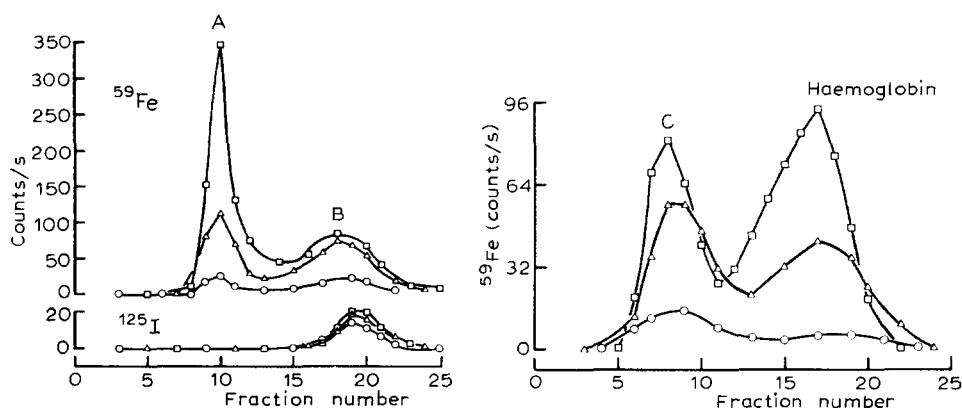 A
350
300
250
200
150
100
50
0
Counts/s
⁵⁹Fe
B
20
0
¹²⁵I
0 5 10 15 20 25
Fraction number
Haemoglobin
C
96
64
32
0
⁵⁹Fe (counts/s)
0 5 10 15 20 25
Fraction number